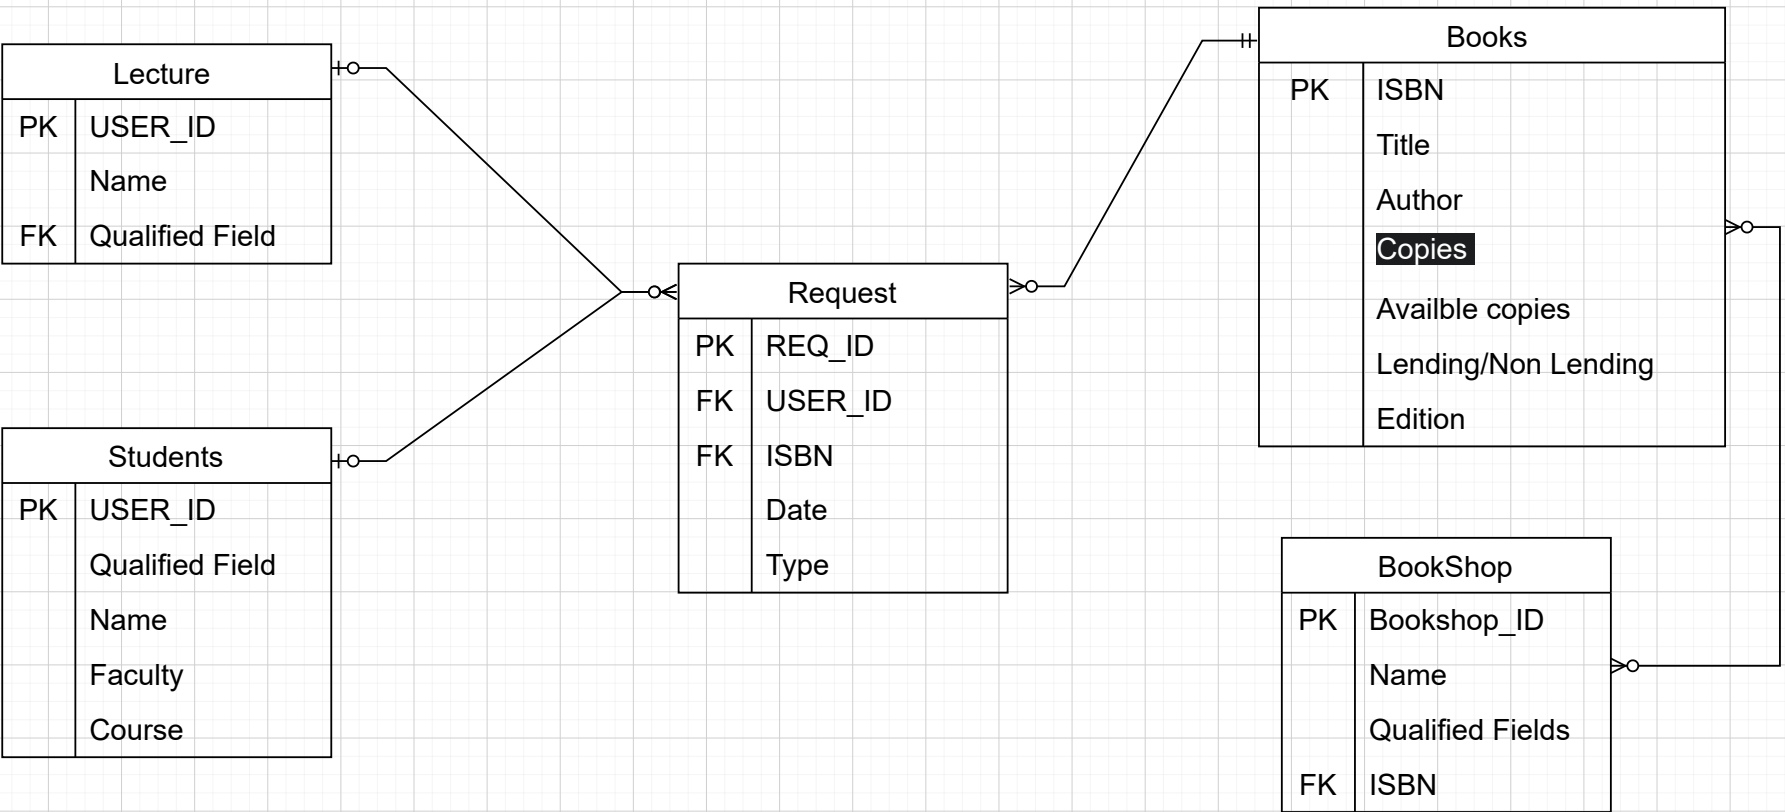 Lecture
PK USER_ID
Name
FK Qualified Field
Students
PK USER_ID
Qualified Field
Name
Faculty
Course
Request
PK REQ_ID
FK USER_ID
FK ISBN
Date
Type
Books
PK ISBN
Title
Author
Copies
Availble copies
Lending/Non Lending
Edition
BookShop
PK Bookshop_ID
Name
Qualified Fields
FK ISBN